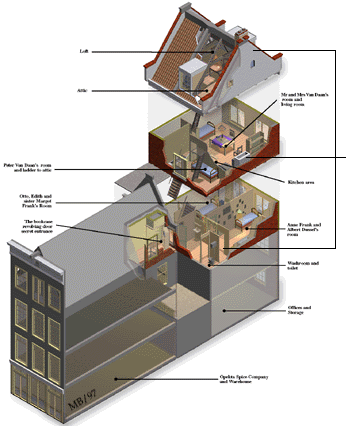 Loft
Attic
Mr and Mrs Van Daan's
room and
living room
Peter Van Daan's room
and ladder to attic
Kitchen area
Otto, Edith and
sister Margot
Frank's Room
The bookcase
revolving door
secret entrance
Anne Frank and
Albert Dussel's
room
Washroom and
toilet
Offices and
Storage
Opekta Spice Company
and Warehouse
MB/97